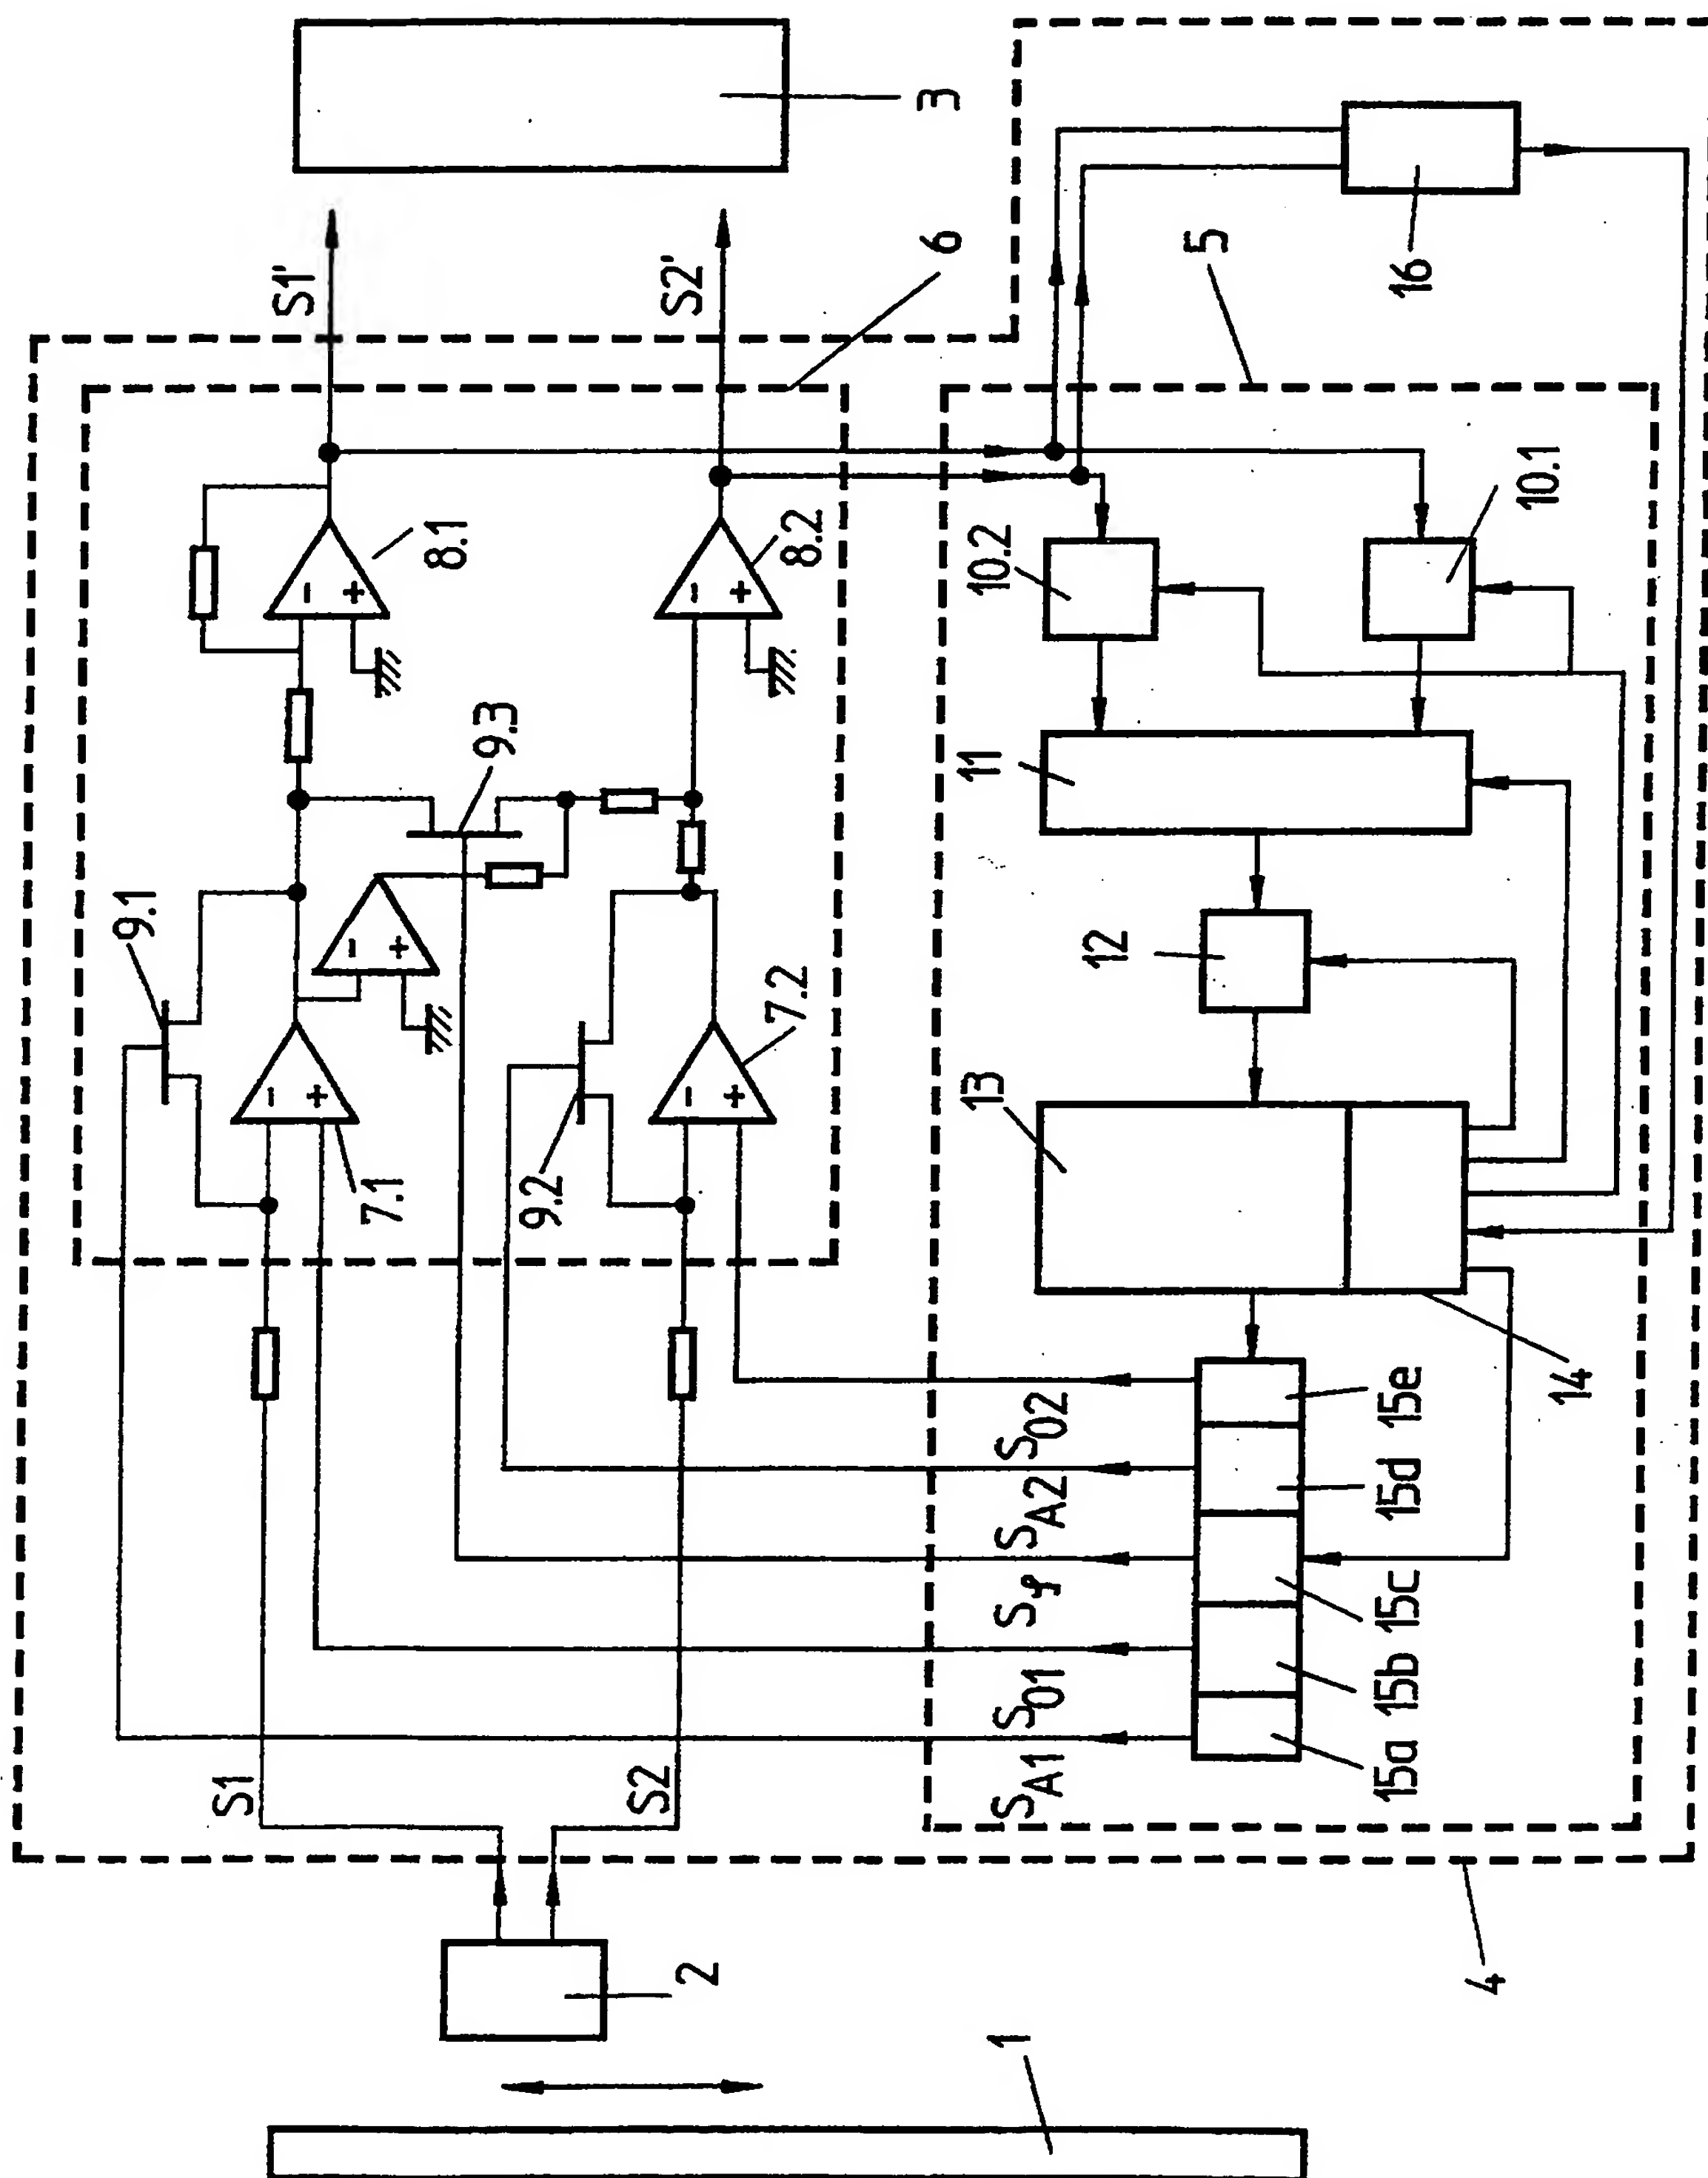 3
S1'
S2'
6
5
16
8.1
8.2
10.2
10.1
-
+
-
+
9.3
11
9.1
-
+
12
7.2
13
-
+
7.1
9.2
-
+
14
S02
SA2
Sφ
S01
SA1
15e
15d
15c
15b
15a
S1
S2
4
2
1